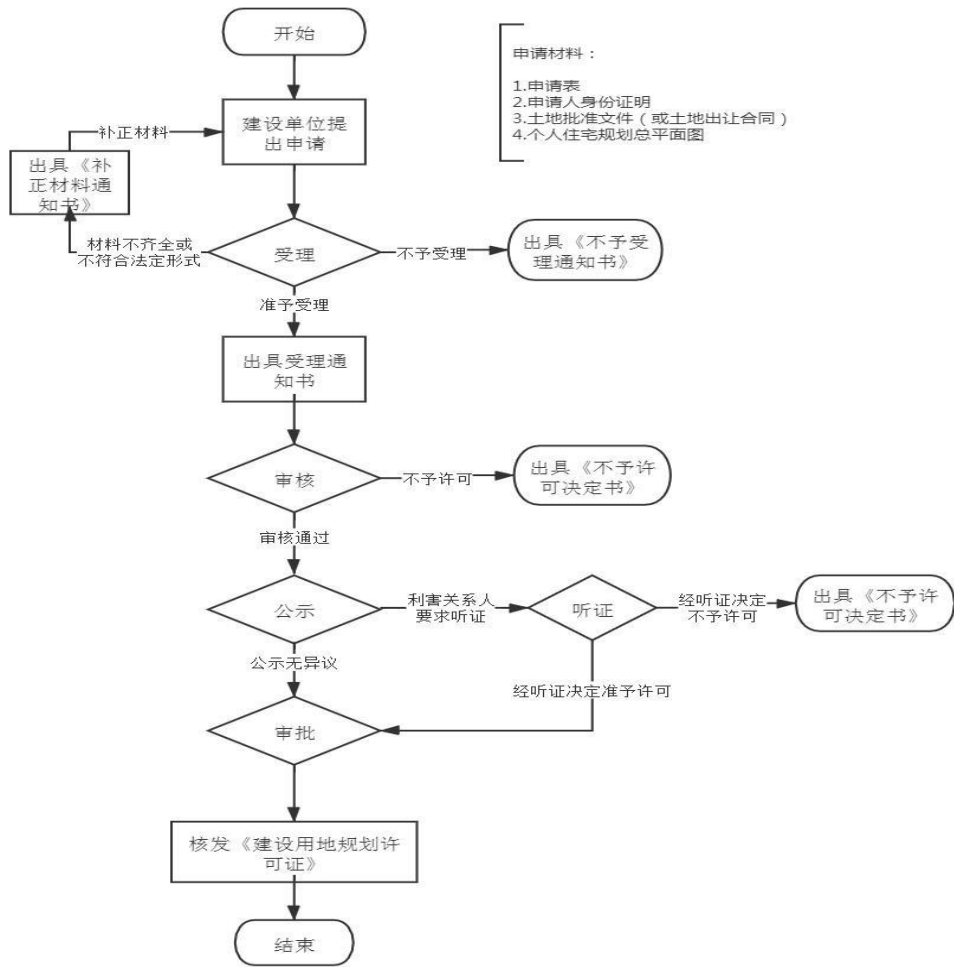 开始
申请材料：
1.申请表
2.申请人身份证明
3.土地批准文件（或土地出让合同）
4.个人住宅规划总平面图
建设单位提
出申请
补正材料
出具《补
正材料通
知书》
材料不齐全或
不符合法定形式
受理
不予受理
出具《不予受
理通知书》
准予受理
出具受理通
知书
审核
不予许可
出具《不予许
可决定书》
审核通过
公示
利害关系人
要求听证
听证
经听证决定
不予许可
出具《不予许
可决定书》
公示无异议
经听证决定准予许可
审批
核发《建设用地规划许
可证》
结束